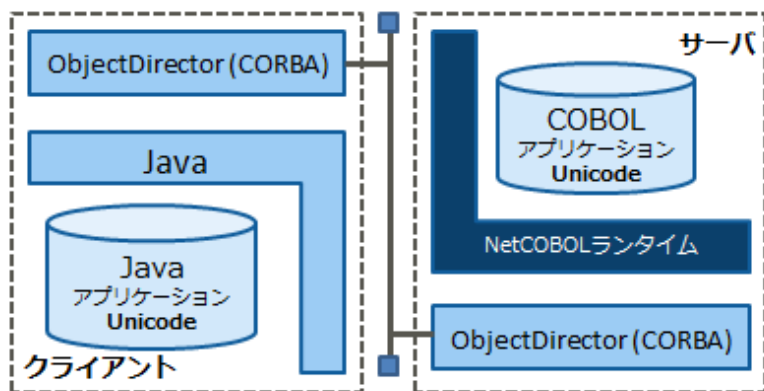 ObjectDirector(CORBA)
Java
Java
アプリケーション
Unicode
クライアント
サーバ
COBOL
アプリケーション
Unicode
NetCOBOLランタイム
ObjectDirector(CORBA)